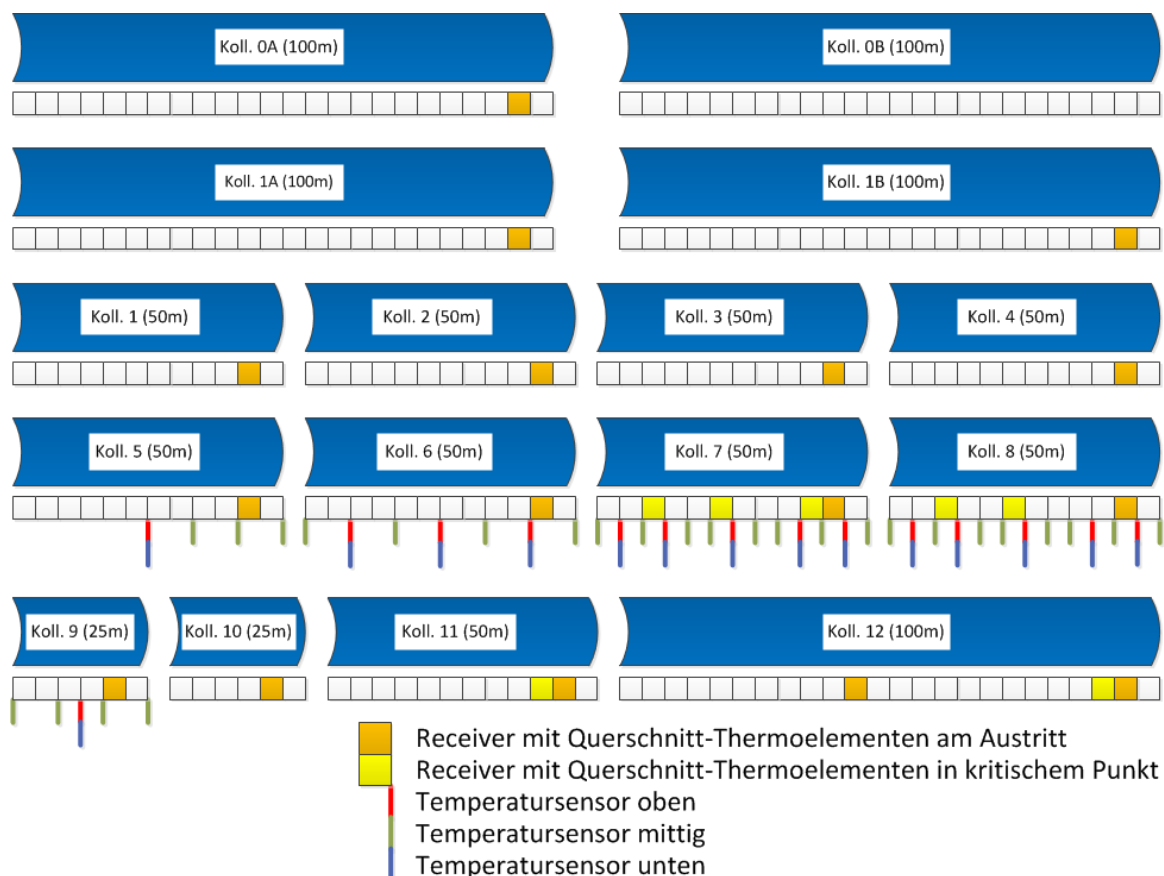 Koll. 0A (100m)
Koll. 0B (100m)
Koll. 1A (100m)
Koll. 1B (100m)
Koll. 1 (50m)
Koll. 2 (50m)
Koll. 3 (50m)
Koll. 4 (50m)
Koll. 5 (50m)
Koll. 6 (50m)
Koll. 7 (50m)
Koll. 8 (50m)
Koll. 9 (25m)
Koll. 10 (25m)
Koll. 11 (50m)
Koll. 12 (100m)
Receiver mit Querschnitt-Thermoelementen am Austritt
Receiver mit Querschnitt-Thermoelementen in kritischem Punkt
Temperatursensor oben
Temperatursensor mittig
Temperatursensor unten